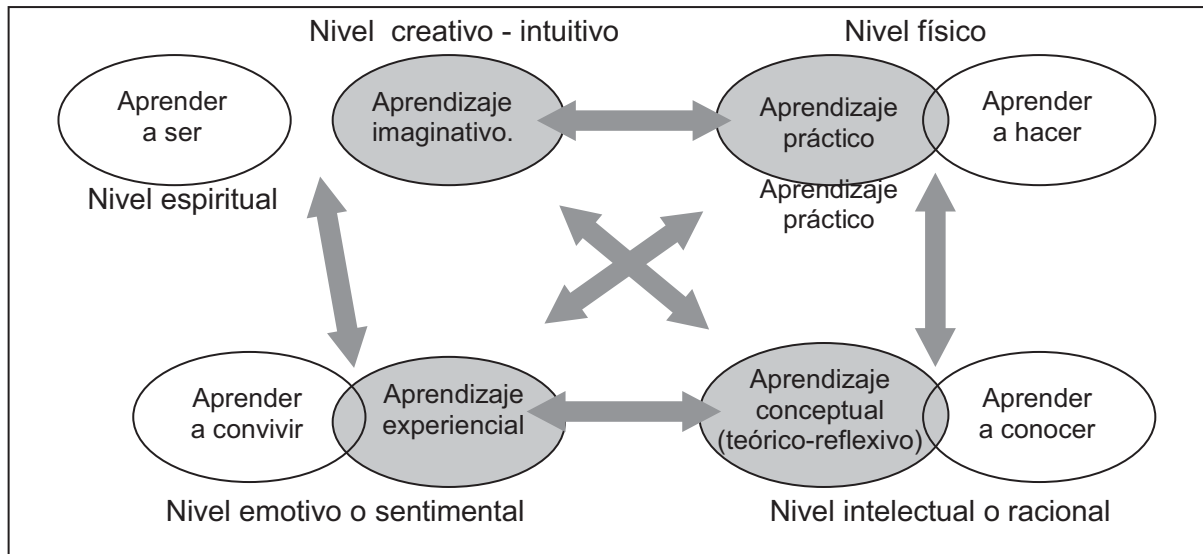 Nivel creativo - intuitivo
Nivel físico
Aprender
a ser
Aprendizaje
imaginativo.
Aprendizaje
práctico
Aprender
a hacer
Nivel espiritual
Aprendizaje
práctico
Aprender
a convivir
Aprendizaje
experiencial
Aprendizaje
conceptual
(teórico-reflexivo)
Aprender
a conocer
Nivel emotivo o sentimental
Nivel intelectual o racional